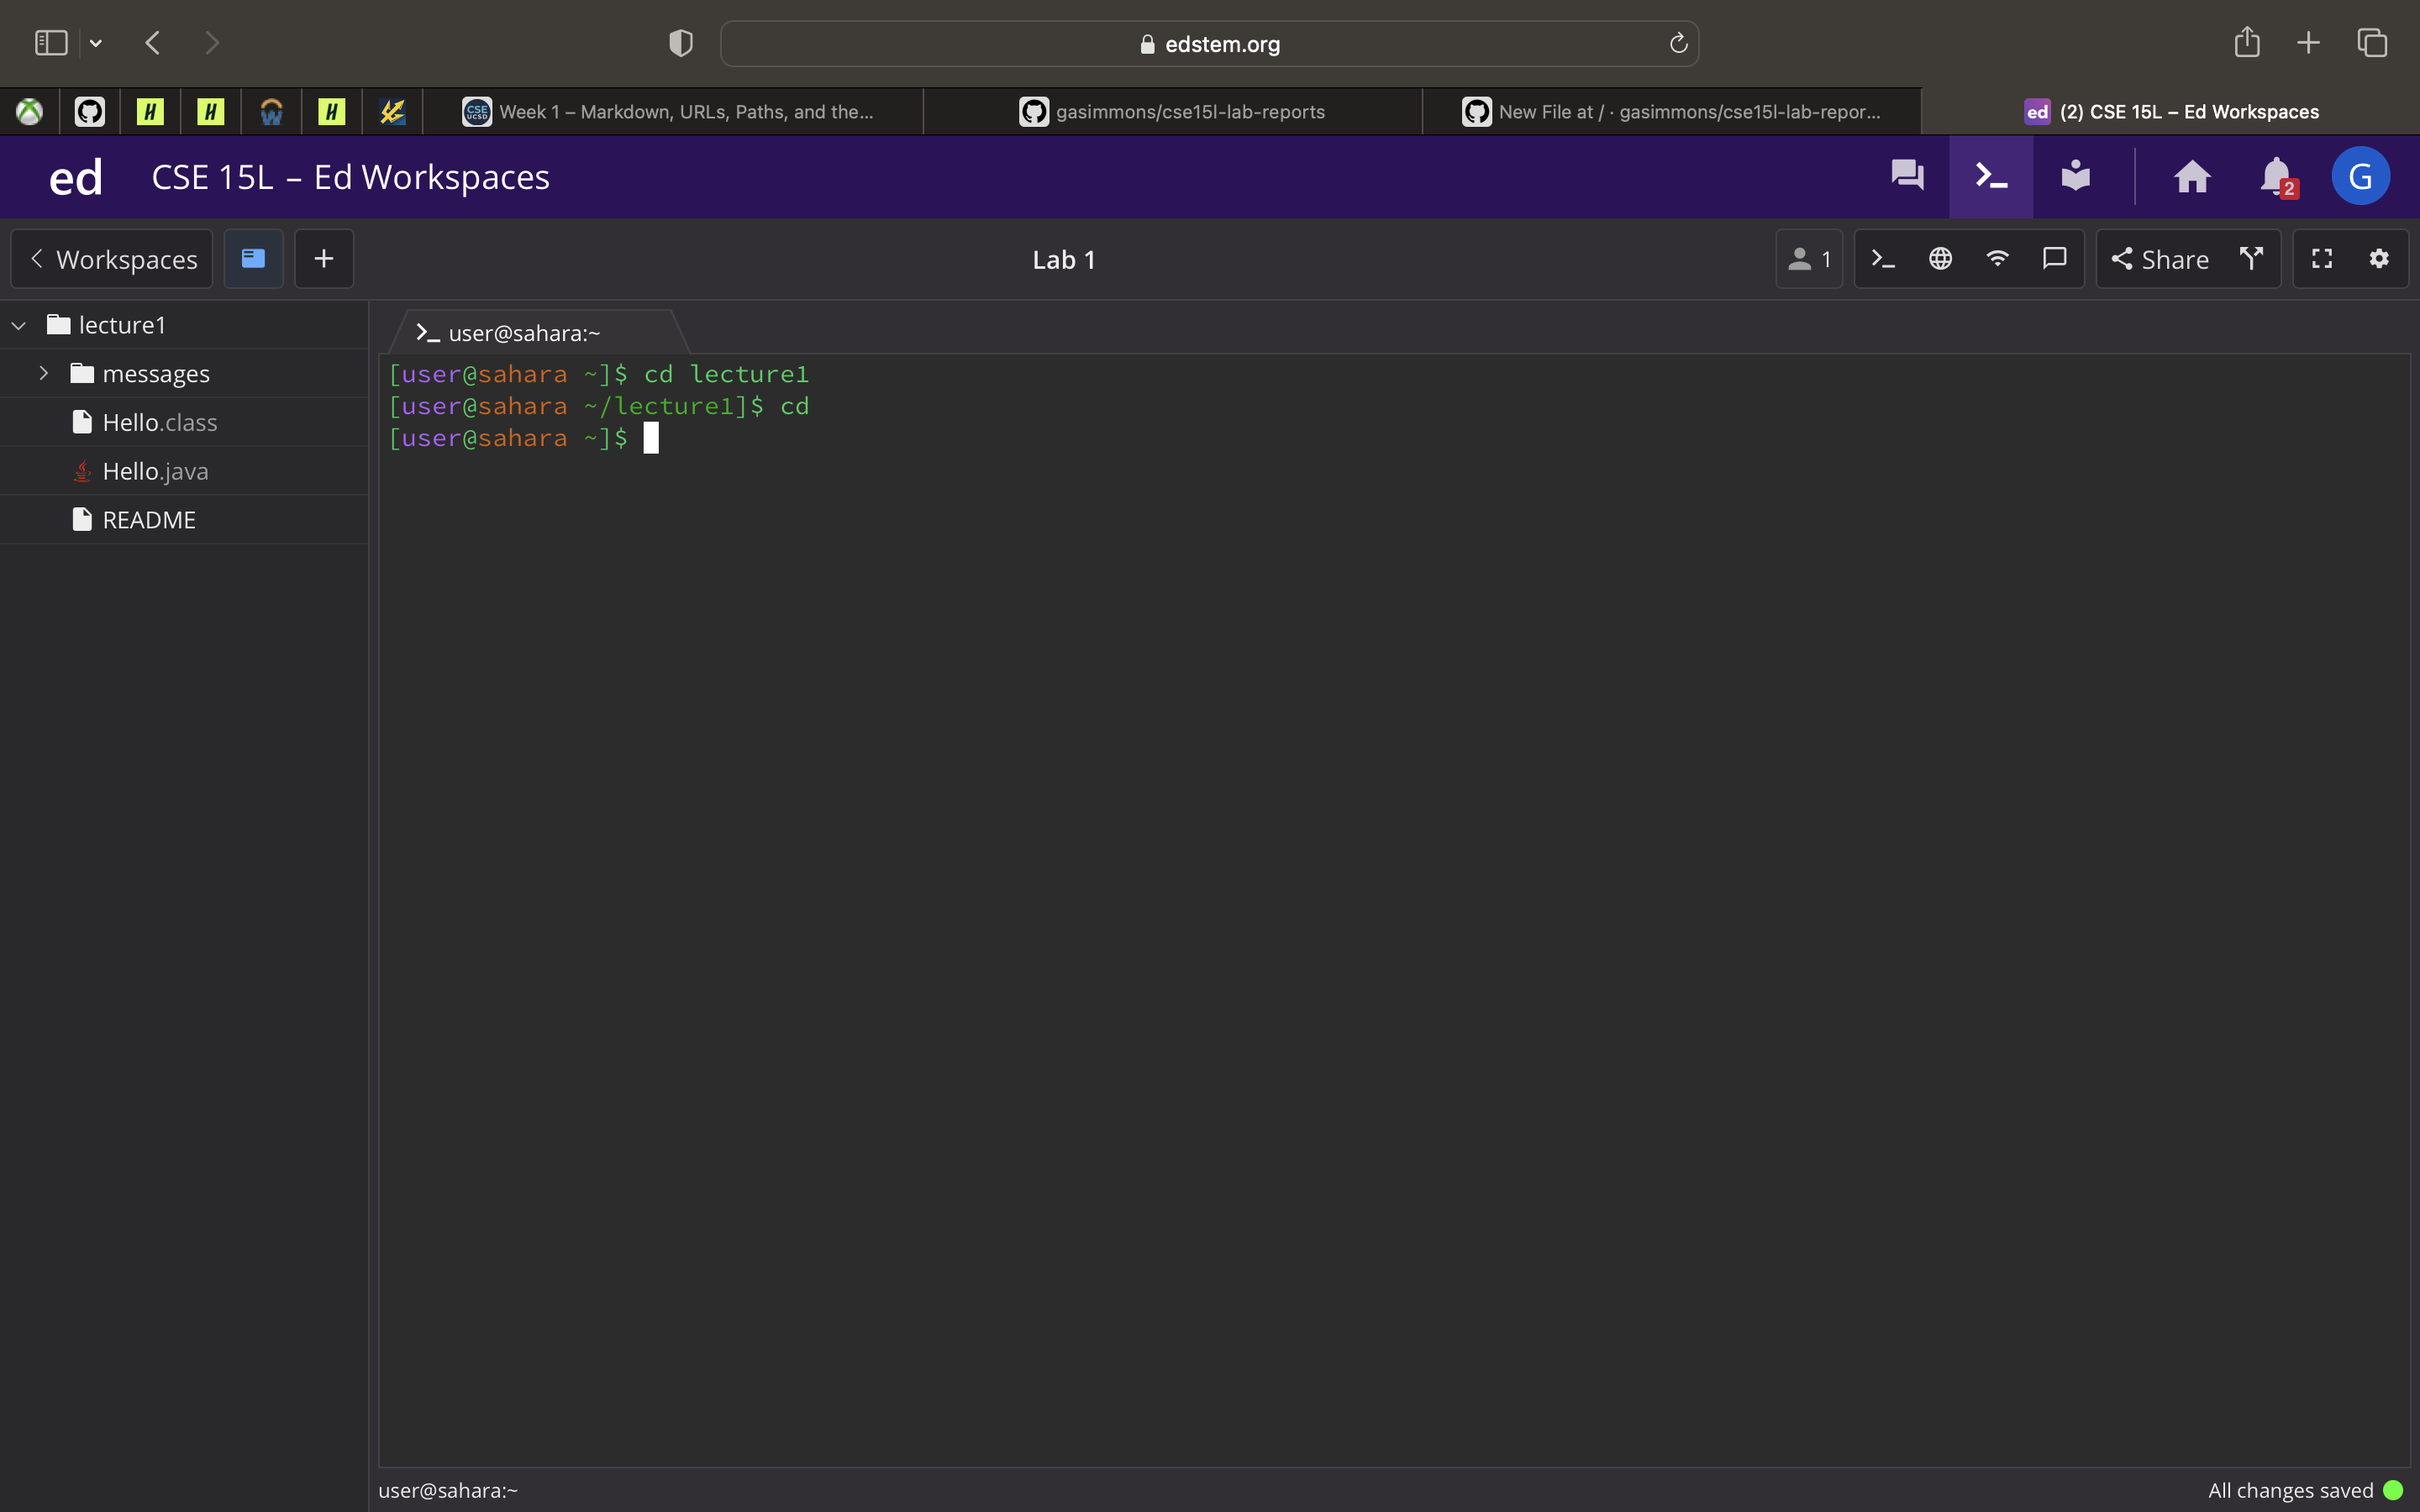 edstem.org
Week 1 – Markdown, URLs, Paths, and the...
gasimmons/cse15l-lab-reports
New File at / · gasimmons/cse15l-lab-repor...
ed (2) CSE 15L – Ed Workspaces
CSE UCSD
H H H
ed CSE 15L – Ed Workspaces
2
G
Workspaces
Lab 1
1
Share
lecture1
messages
Hello.class
Hello.java
README
user@sahara:~
[user@sahara ~]$ cd lecture1
[user@sahara ~/lecture1]$ cd
[user@sahara ~]$
user@sahara:~
All changes saved